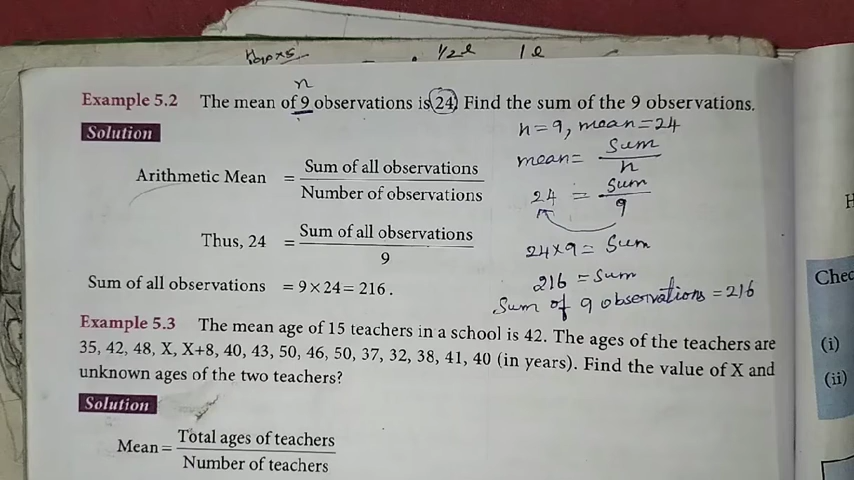 1/2 l 1 l
n
Example 5.2 The mean of 9 observations is 24. Find the sum of the 9 observations.
Solution
Arithmetic Mean = Sum of all observations / Number of observations
Thus, 24 = Sum of all observations / 9
Sum of all observations = 9 × 24 = 216 .
n=9, mean=24
mean= Sum / n
24 = Sum / 9
24×9= Sum
216 = Sum
Sum of 9 observations = 216
Example 5.3 The mean age of 15 teachers in a school is 42. The ages of the teachers are
35, 42, 48, X, X+8, 40, 43, 50, 46, 50, 37, 32, 38, 41, 40 (in years). Find the value of X and
unknown ages of the two teachers?
Solution
Mean = Total ages of teachers / Number of teachers
H
Chec
(i)
(ii)